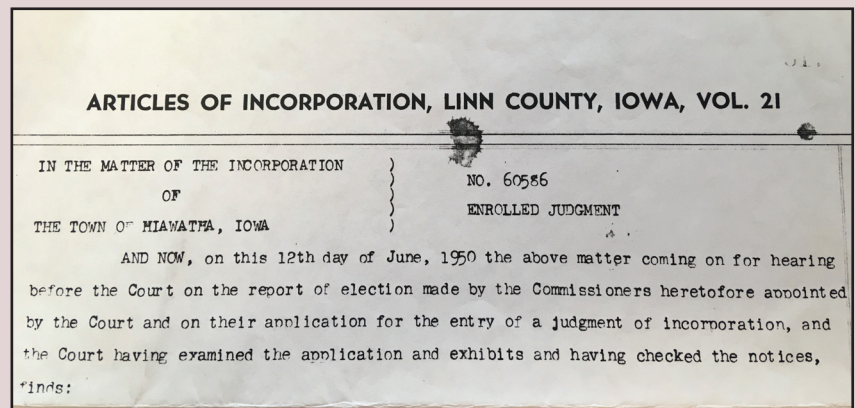 ARTICLES OF INCORPORATION, LINN COUNTY, IOWA, VOL. 21
IN THE MATTER OF THE INCORPORATION
OF
THE TOWN OF HIAWATHA, IOWA
NO. 60586
ENROLLED JUDGMENT
AND NOW, on this 12th day of June, 1950 the above matter coming on for hearing
before the Court on the report of election made by the Commissioners heretofore appointed
by the Court and on their application for the entry of a judgment of incorporation, and
the Court having examined the application and exhibits and having checked the notices,
finds: